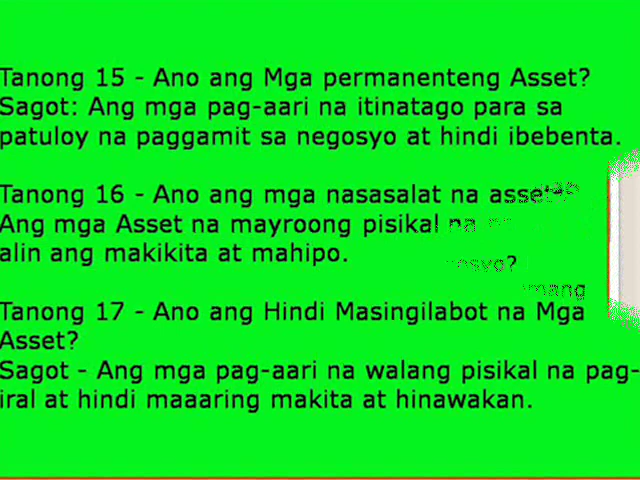 Tanong 15 - Ano ang Mga permanenteng Asset?
Sagot: Ang mga pag-aari na itinatago para sa
patuloy na paggamit sa negosyo at hindi ibebenta.
Tanong 16 - Ano ang mga nasasalat na
Ang mga Asset na mayroong pisikal na
alin ang makikita at mahipo.
Tanong 17 - Ano ang Hindi Masingilabot na Mga
Asset?
Sagot - Ang mga pag-aari na walang pisikal na pag-
iral at hindi maaaring makita at hinawakan.